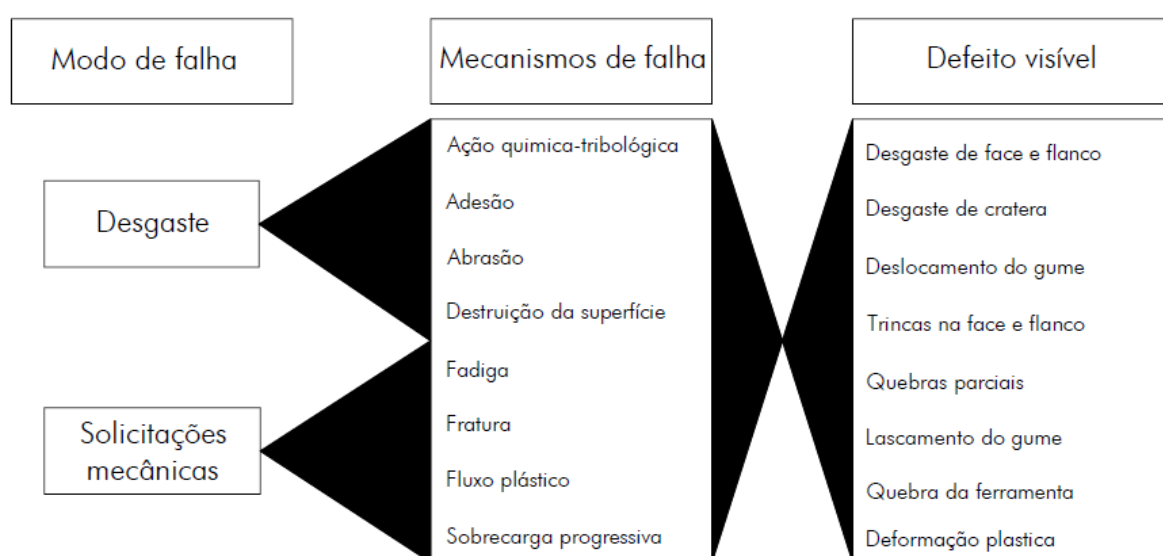 Modo de falha
Mecanismos de falha
Defeito visível
Desgaste
Solicitações
mecânicas
Ação quimica-tribológica
Adesão
Abrasão
Destruição da superfície
Fadiga
Fratura
Fluxo plástico
Sobrecarga progressiva
Desgaste de face e flanco
Desgaste de cratera
Deslocamento do gume
Trincas na face e flanco
Quebras parciais
Lascamento do gume
Quebra da ferramenta
Deformação plastica